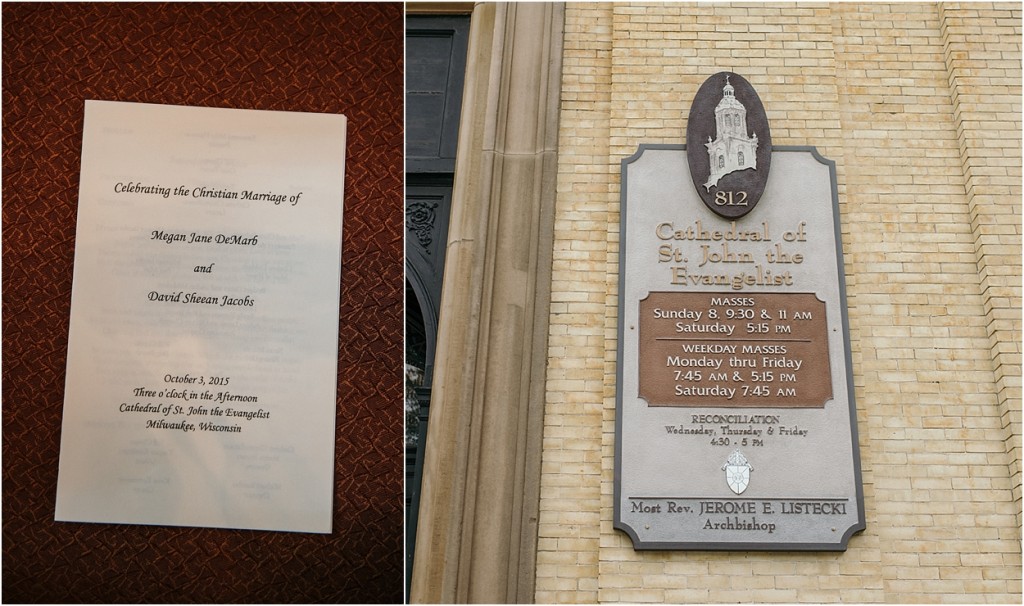 Celebrating the Christian Marriage of
Megan Jane DeMarb
and
David Sheean Jacobs
October 3, 2015
Three o'clock in the Afternoon
Cathedral of St. John the Evangelist
Milwaukee, Wisconsin
812
Cathedral of
St. John the
Evangelist
MASSES
Sunday 8, 9:30 & 11 AM
Saturday 5:15 PM
WEEKDAY MASSES
Monday thru Friday
7:45 AM & 5:15 PM
Saturday 7:45 AM
RECONCILIATION
Wednesday, Thursday & Friday
4:30 - 5 PM
Most Rev. JEROME E. LISTECKI
Archbishop